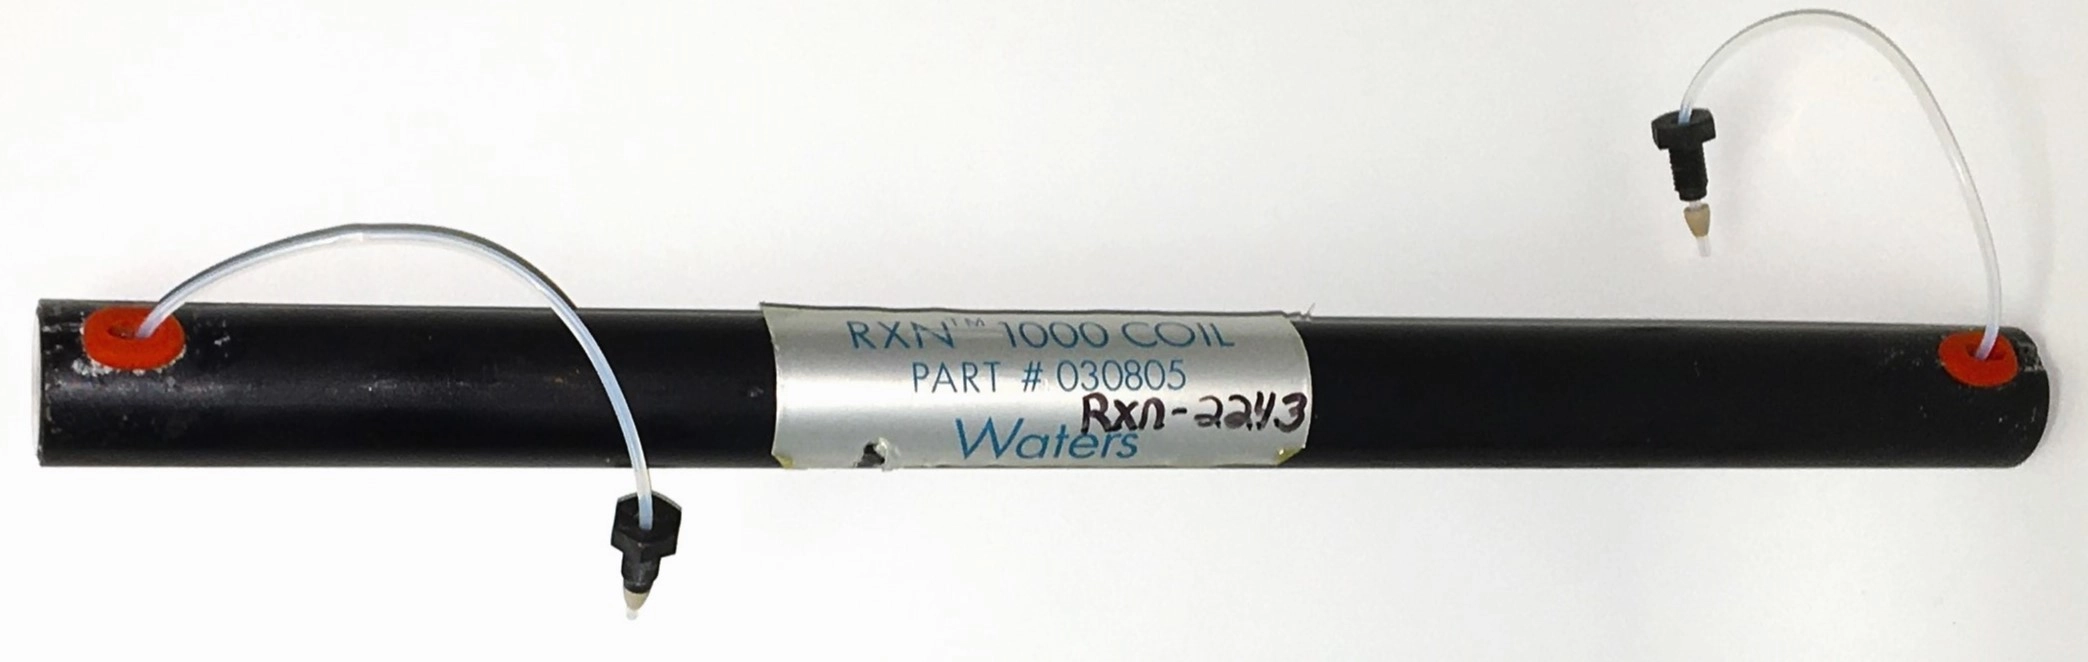 RXN™ 1000 COIL
PART # 030805
Rxn-2243
Waters